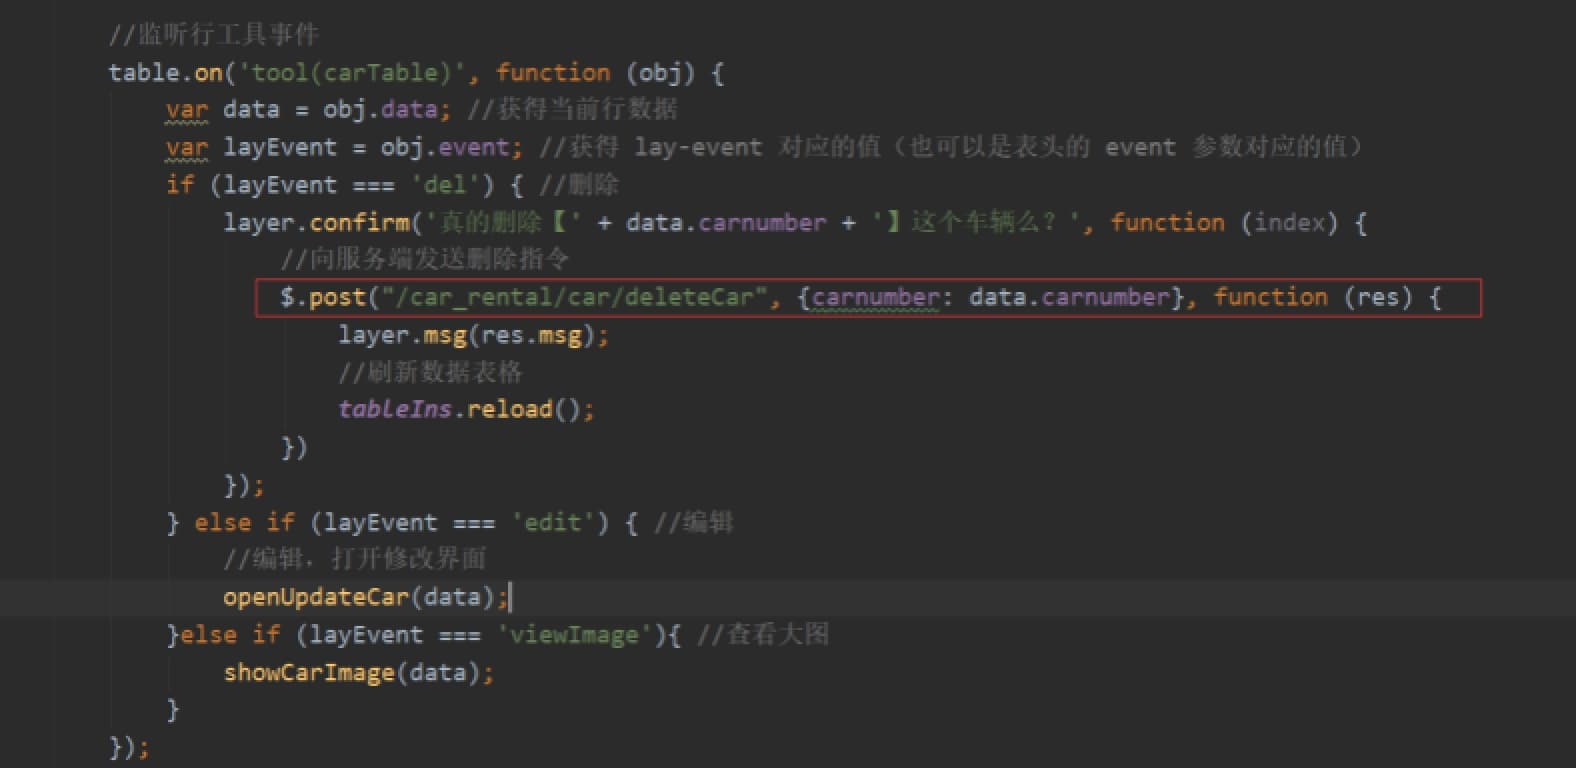 //监听行工具事件
table.on('tool(carTable)', function (obj) {
var data = obj.data; //获得当前行数据
var layEvent = obj.event; //获得 lay-event 对应的值（也可以是表头的 event 参数对应的值）
if (layEvent === 'del') { //删除
layer.confirm('真的删除【' + data.carnumber + '】这个车辆么？', function (index) {
//向服务端发送删除指令
$.post("/car_rental/car/deleteCar", {carnumber: data.carnumber}, function (res) {
layer.msg(res.msg);
//刷新数据表格
tableIns.reload();
})
});
} else if (layEvent === 'edit') { //编辑
//编辑，打开修改界面
openUpdateCar(data);
}else if (layEvent === 'viewImage'){ //查看大图
showCarImage(data);
}
});